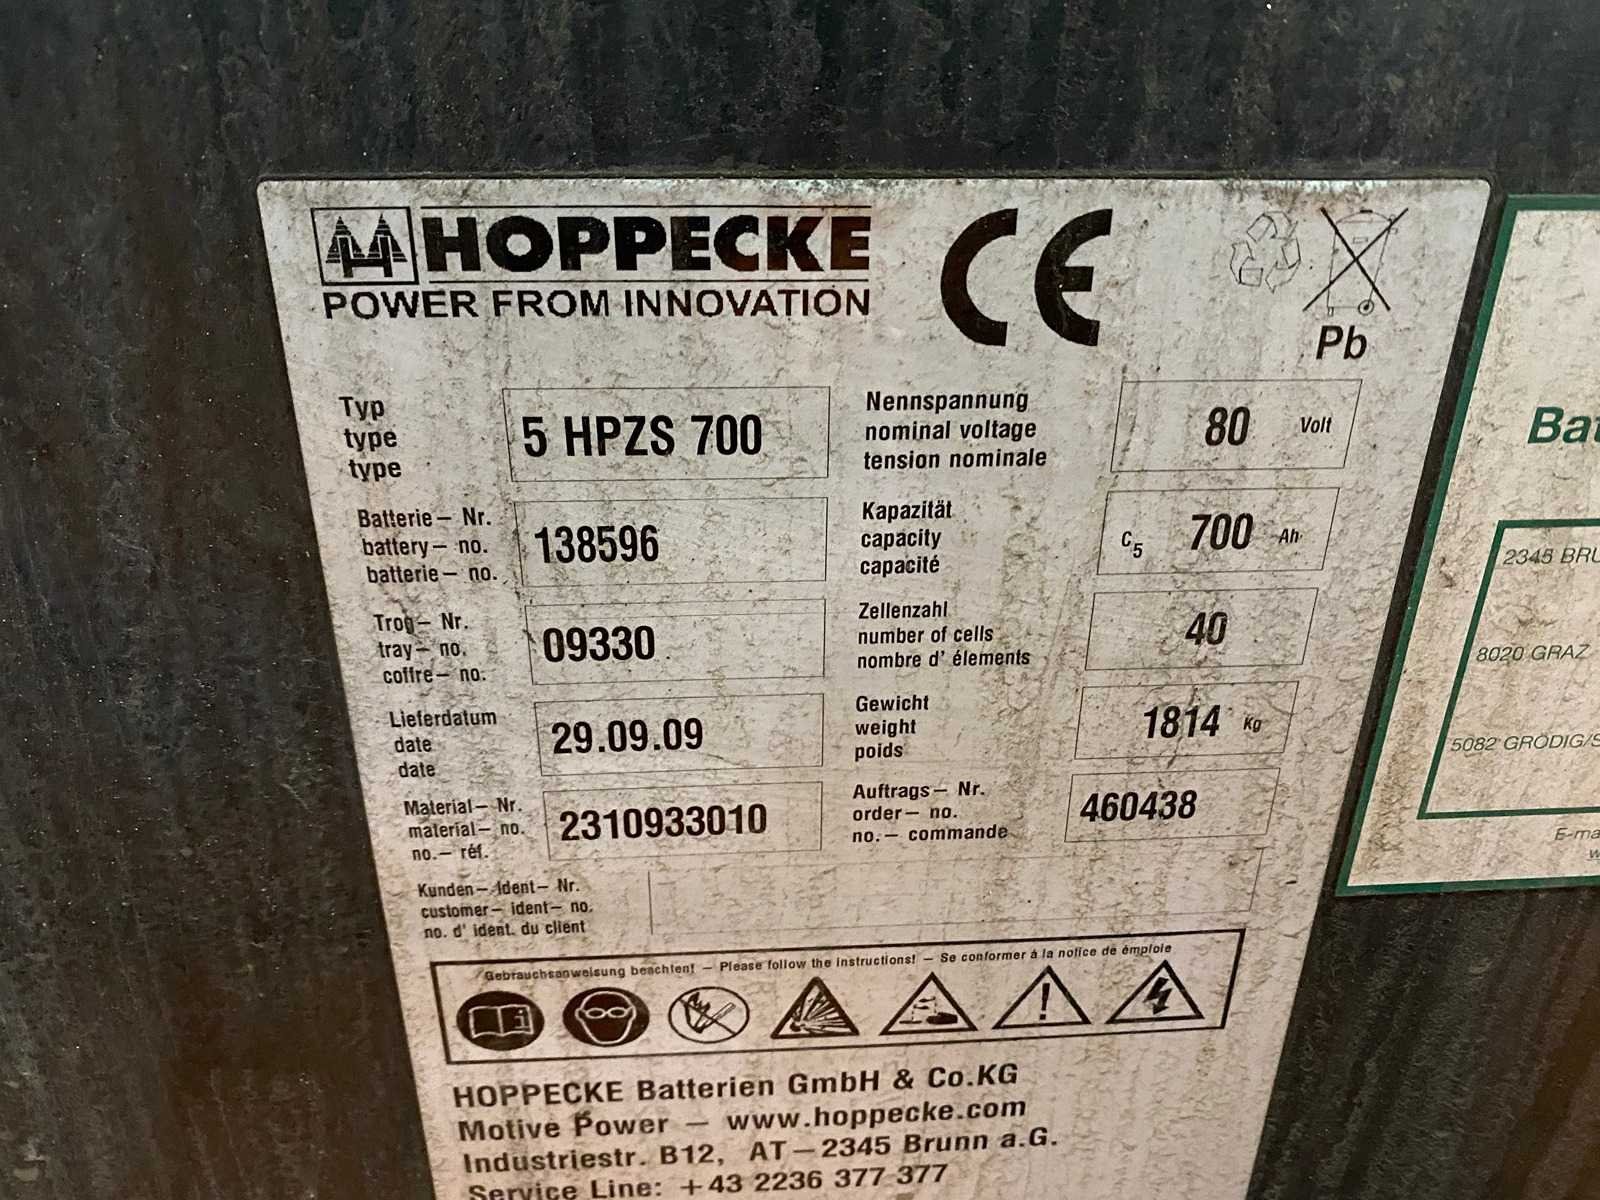 HOPPECKE
POWER FROM INNOVATION
CE
Pb
Typ
type
type
5 HPZS 700
Nennspannung
nominal voltage
tension nominale
80 Volt
Batterie- Nr.
battery- no.
batterie- no.
138596
Kapazität
capacity
capacité
C5 700 Ah
Trog- Nr.
tray- no.
coffre- no.
09330
Zellenzahl
number of cells
nombre d' élements
40
Lieferdatum
date
date
29.09.09
Gewicht
weight
poids
1814 Kg
Material- Nr.
material- no.
no.- réf.
2310933010
Auftrags- Nr.
order- no.
no.- commande
460438
Kunden- Ident- Nr.
customer- ident- no.
no. d' ident. du client
Gebrauchsanweisung beachten! - Please follow the instructions! - Se conformer à la notice de émploie
HOPPECKE Batterien GmbH & Co.KG
Motive Power - www.hoppecke.com
Industriestr. B12, AT-2345 Brunn a.G.
Service Line: +43 2236 377 377
Bat
2345 BRU
8020 GRAZ
5082 GRÖDIG/S
E-ma
w